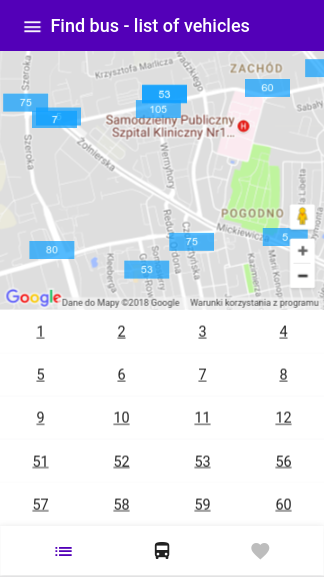 Find bus - list of vehicles
Krzysztofa Marlicza
ZACHÓD
60
53
75
105
7
Szeroka
Samodzielny Publiczny
Szpital Kliniczny Nr1...
H
Żołnierska
Szeroka
Wernyhory
POGODNO
Mickiewicza
5
75
80
53
Google
Dane do Mapy ©2018 Google Warunki korzystania z programu
1 2 3 4
5 6 7 8
9 10 11 12
51 52 53 56
57 58 59 60